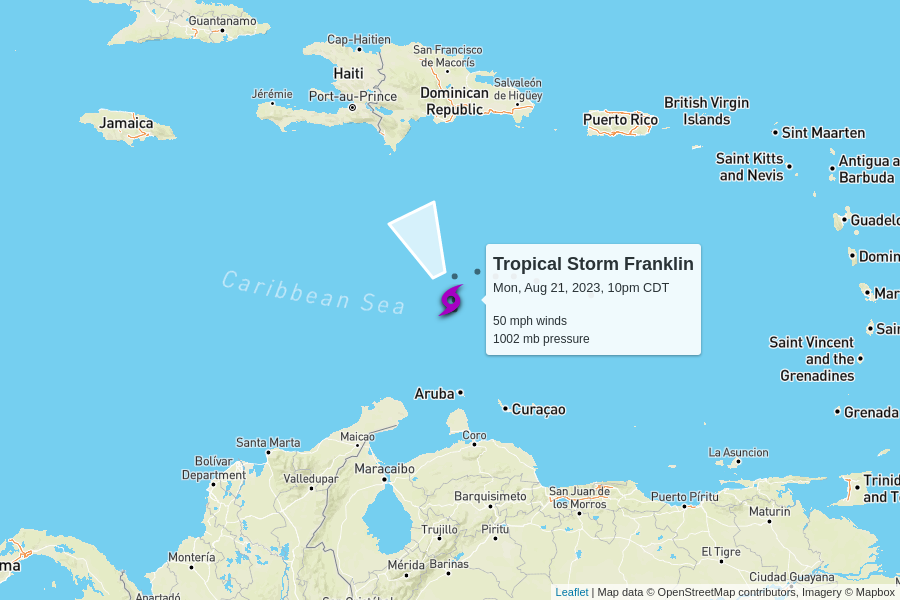 Guantanamo
Cap-Haitien
San Francisco
de Macorís
Haiti
Salvaleón
de Higüey
Jérémie
Port-au-Prince
Dominican
Republic
British Virgin
Islands
Jamaica
Puerto Rico
Sint Maarten
Saint Kitts
and Nevis
Antigua a
Barbuda
Guadelo
Domin
Caribbean Sea
Tropical Storm Franklin
Mon, Aug 21, 2023, 10pm CDT
50 mph winds
1002 mb pressure
Mar
Sai
Saint Vincent
and the
Grenadines
Aruba
Curaçao
Grenada
Santa Marta
Maicao
Coro
La Asuncion
Bolívar
Department
Valledupar
Maracaibo
Barquisimeto
San Juan de
los Morros
Puerto Píritu
Trinid
and T
Maturin
Trujillo
Piritu
Montería
ma
Mérida
Barinas
El Tigre
Ciudad Guayana
Apartadó
San Cristóbal
Leaflet | Map data © OpenStreetMap contributors, Imagery © Mapbox